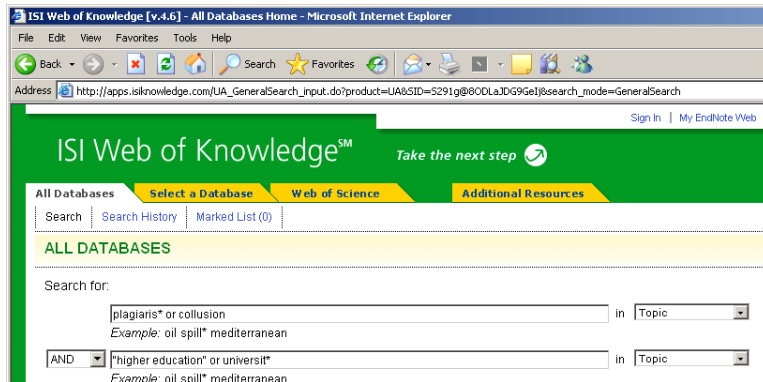 ISI Web of Knowledge [v.4.6] - All Databases Home - Microsoft Internet Explorer
File Edit View Favorites Tools Help
Back Search Favorites
Address http://apps.isiknowledge.com/UA_GeneralSearch_input.do?product=UA&SID=S291g@8ODLaJDG9GeIj&search_mode=GeneralSearch
Sign In | My EndNote Web
ISI Web of Knowledge℠ Take the next step
All Databases Select a Database Web of Science Additional Resources
Search Search History Marked List (0)
ALL DATABASES
Search for:
plagiaris* or collusion in Topic
Example: oil spill* mediterranean
AND "higher education" or universit* in Topic
Example: oil spill* mediterranean